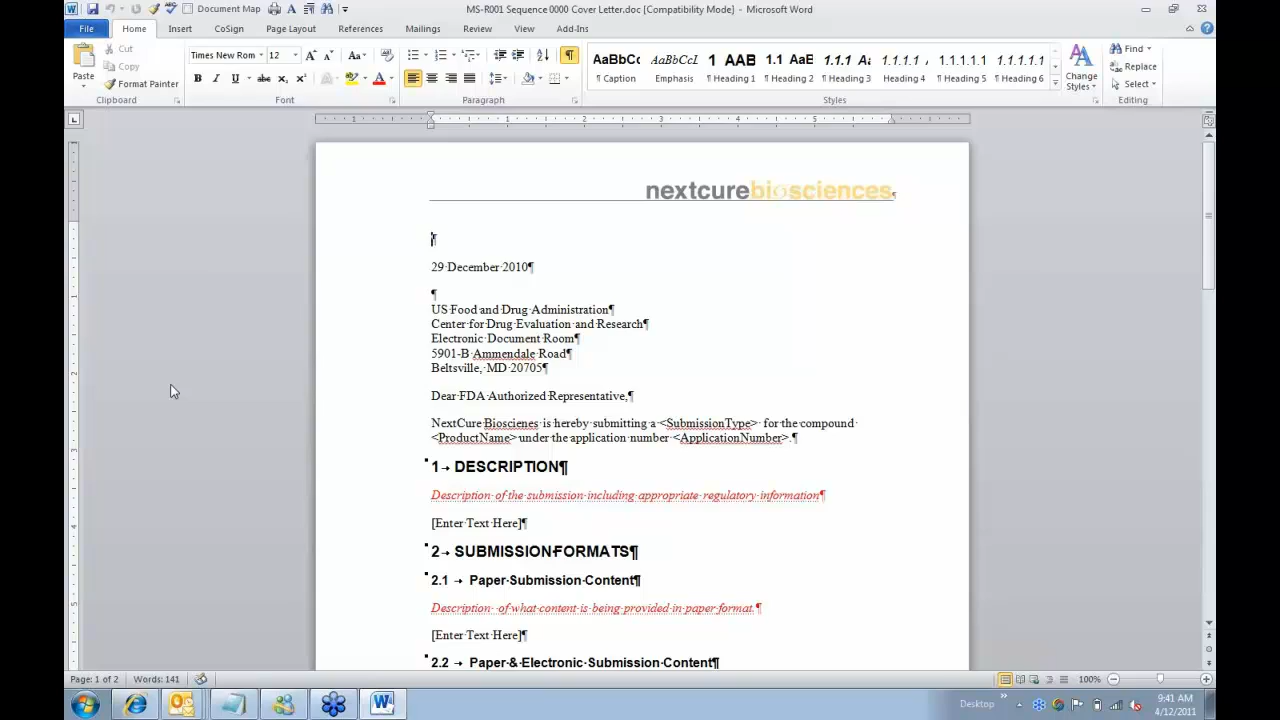 Document Map
MS-R001 Sequence 0000 Cover Letter.doc [Compatibility Mode] - Microsoft Word
File Home Insert CoSign Page Layout References Mailings Review View Add-Ins
Paste
Cut
Copy
Format Painter
Clipboard
Times New Rom 12
Font
Paragraph
AaBbCc AaBbCcL 1 AAB 1.1 AaB 1.1.1 Aa 1.1.1.1 1.1.1.1.1 1.1.1.1.1.
¶ Caption Emphasis ¶ Heading 1 ¶ Heading 2 ¶ Heading 3 Heading 4 ¶ Heading 5 ¶ Heading 6
Styles
Change
Styles
Find
Replace
Select
Editing
nextcurebiosciences¶
¶
29·December·2010¶
¶
US·Food·and·Drug·Administration¶
Center·for·Drug·Evaluation·and·Research¶
Electronic·Document·Room¶
5901-B·Ammendale·Road¶
Beltsville,·MD·20705¶
Dear·FDA·Authorized·Representative,¶
NextCure·Bioscienes·is·hereby·submitting·a·<SubmissionType>··for·the·compound·
<ProductName>·under·the·application·number·<ApplicationNumber>.¶
1→DESCRIPTION¶
Description·of·the·submission·including·appropriate·regulatory·information¶
[Enter·Text·Here]¶
2→SUBMISSION·FORMATS¶
2.1→Paper·Submission·Content¶
Description··of·what·content·is·being·provided·in·paper·format.¶
[Enter·Text·Here]¶
2.2→Paper·&·Electronic·Submission·Content¶
Page: 1 of 2 Words: 141 100%
Desktop
9:41 AM
4/12/2011